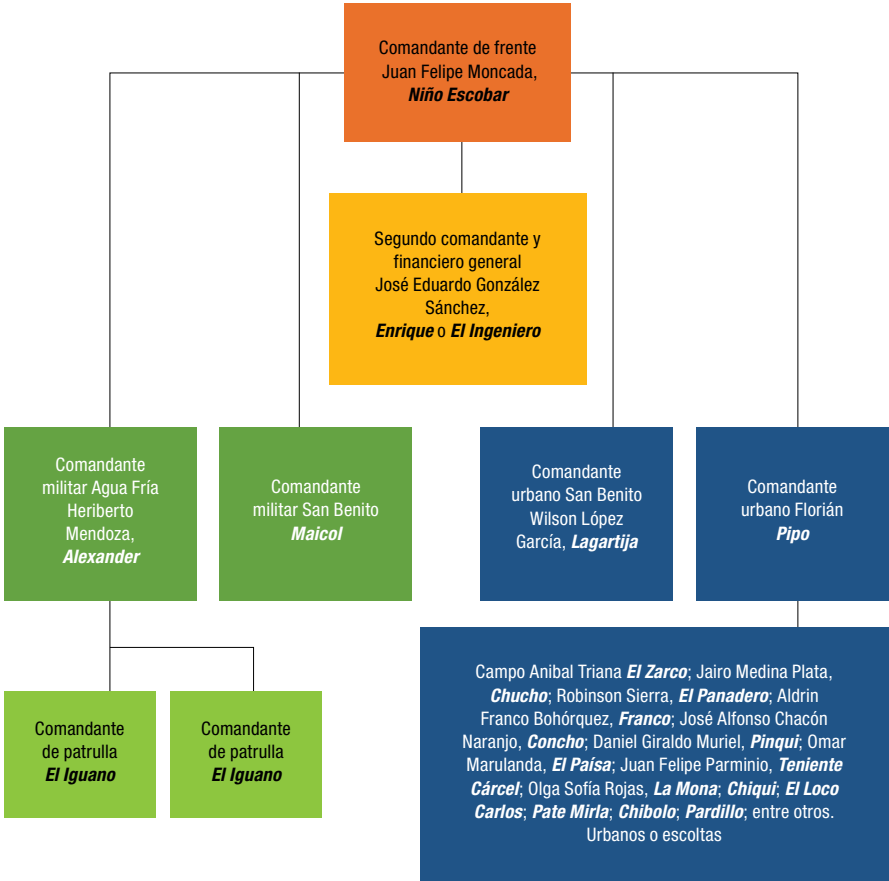 Comandante de frente
Juan Felipe Moncada,
Niño Escobar
Segundo comandante y
financiero general
José Eduardo González
Sánchez,
Enrique o El Ingeniero
Comandante
militar Agua Fría
Heriberto
Mendoza,
Alexander
Comandante
militar San Benito
Maicol
Comandante
urbano San Benito
Wilson López
García, Lagartija
Comandante
urbano Florián
Pipo
Comandante
de patrulla
El Iguano
Comandante
de patrulla
El Iguano
Campo Anibal Triana El Zarco; Jairo Medina Plata,
Chucho; Robinson Sierra, El Panadero; Aldrin
Franco Bohórquez, Franco; José Alfonso Chacón
Naranjo, Concho; Daniel Giraldo Muriel, Pinqui; Omar
Marulanda, El Païsa; Juan Felipe Parminio, Teniente
Cárcel; Olga Sofía Rojas, La Mona; Chiqui; El Loco
Carlos; Pate Mirla; Chibolo; Pardillo; entre otros.
Urbanos o escoltas